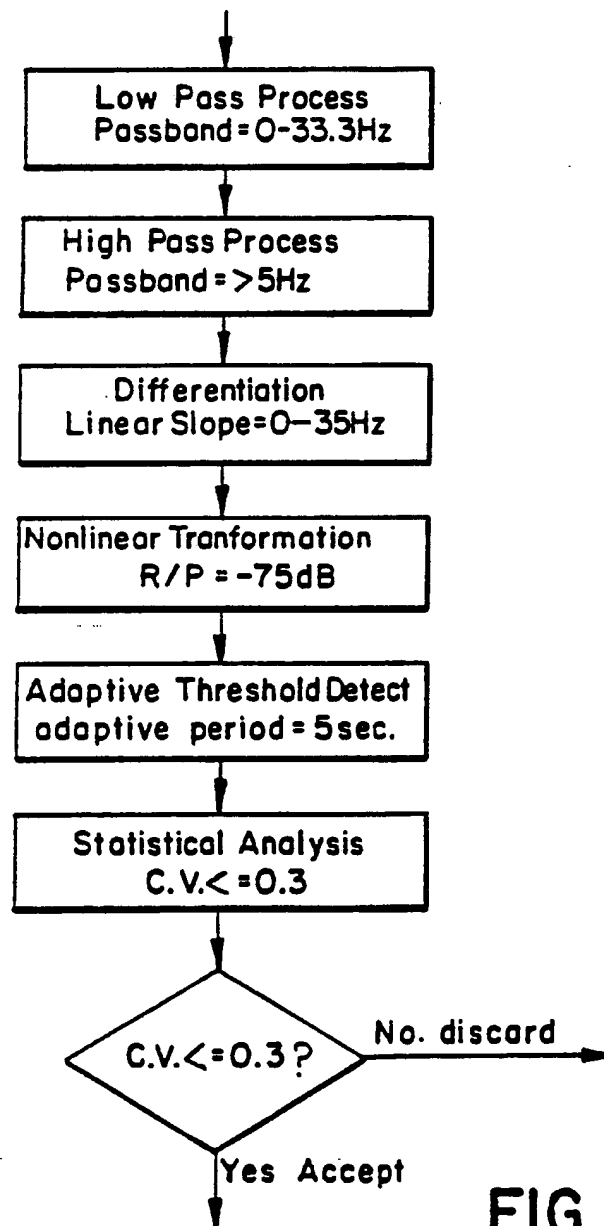 Low Pass Process
Passband=0-33.3Hz
High Pass Process
Passband=>5Hz
Differentiation
Linear Slope=0-35Hz
Nonlinear Tranformation
R/P=-75dB
Adaptive Threshold Detect
adaptive period=5sec.
Statistical Analysis
C.V.<=0.3
C.V.<=0.3?
No. discard
Yes Accept
FIG